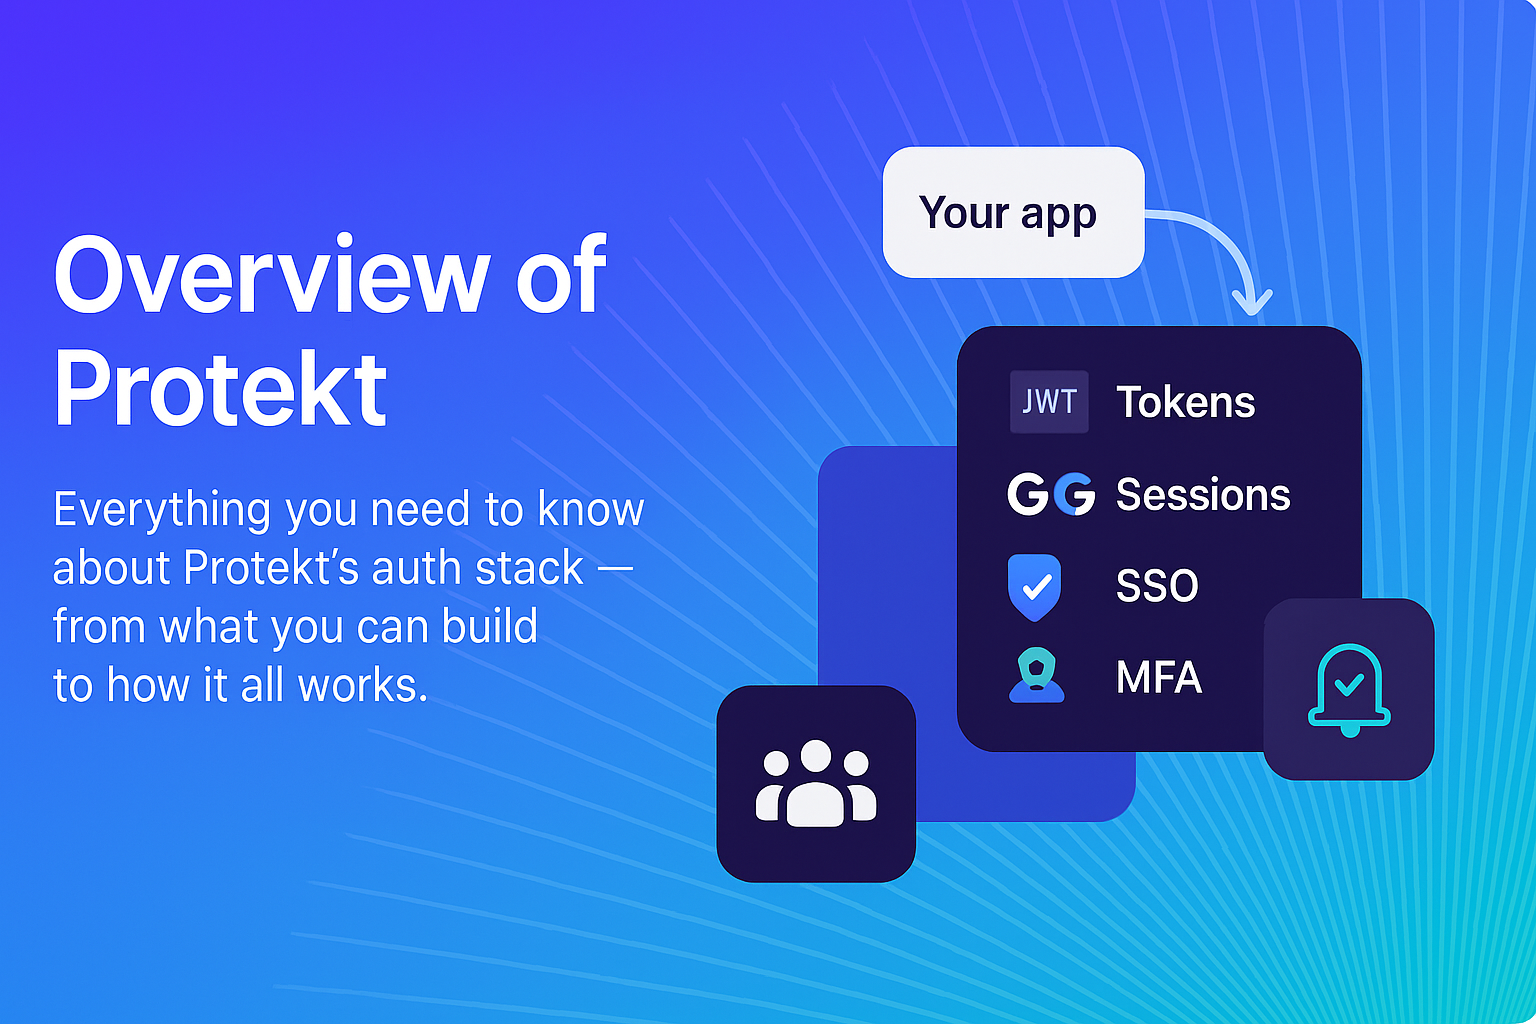 Overview of
Protekt
Everything you need to know
about Protekt’s auth stack —
from what you can build
to how it all works.
Your app
JWT Tokens
GG Sessions
SSO
MFA